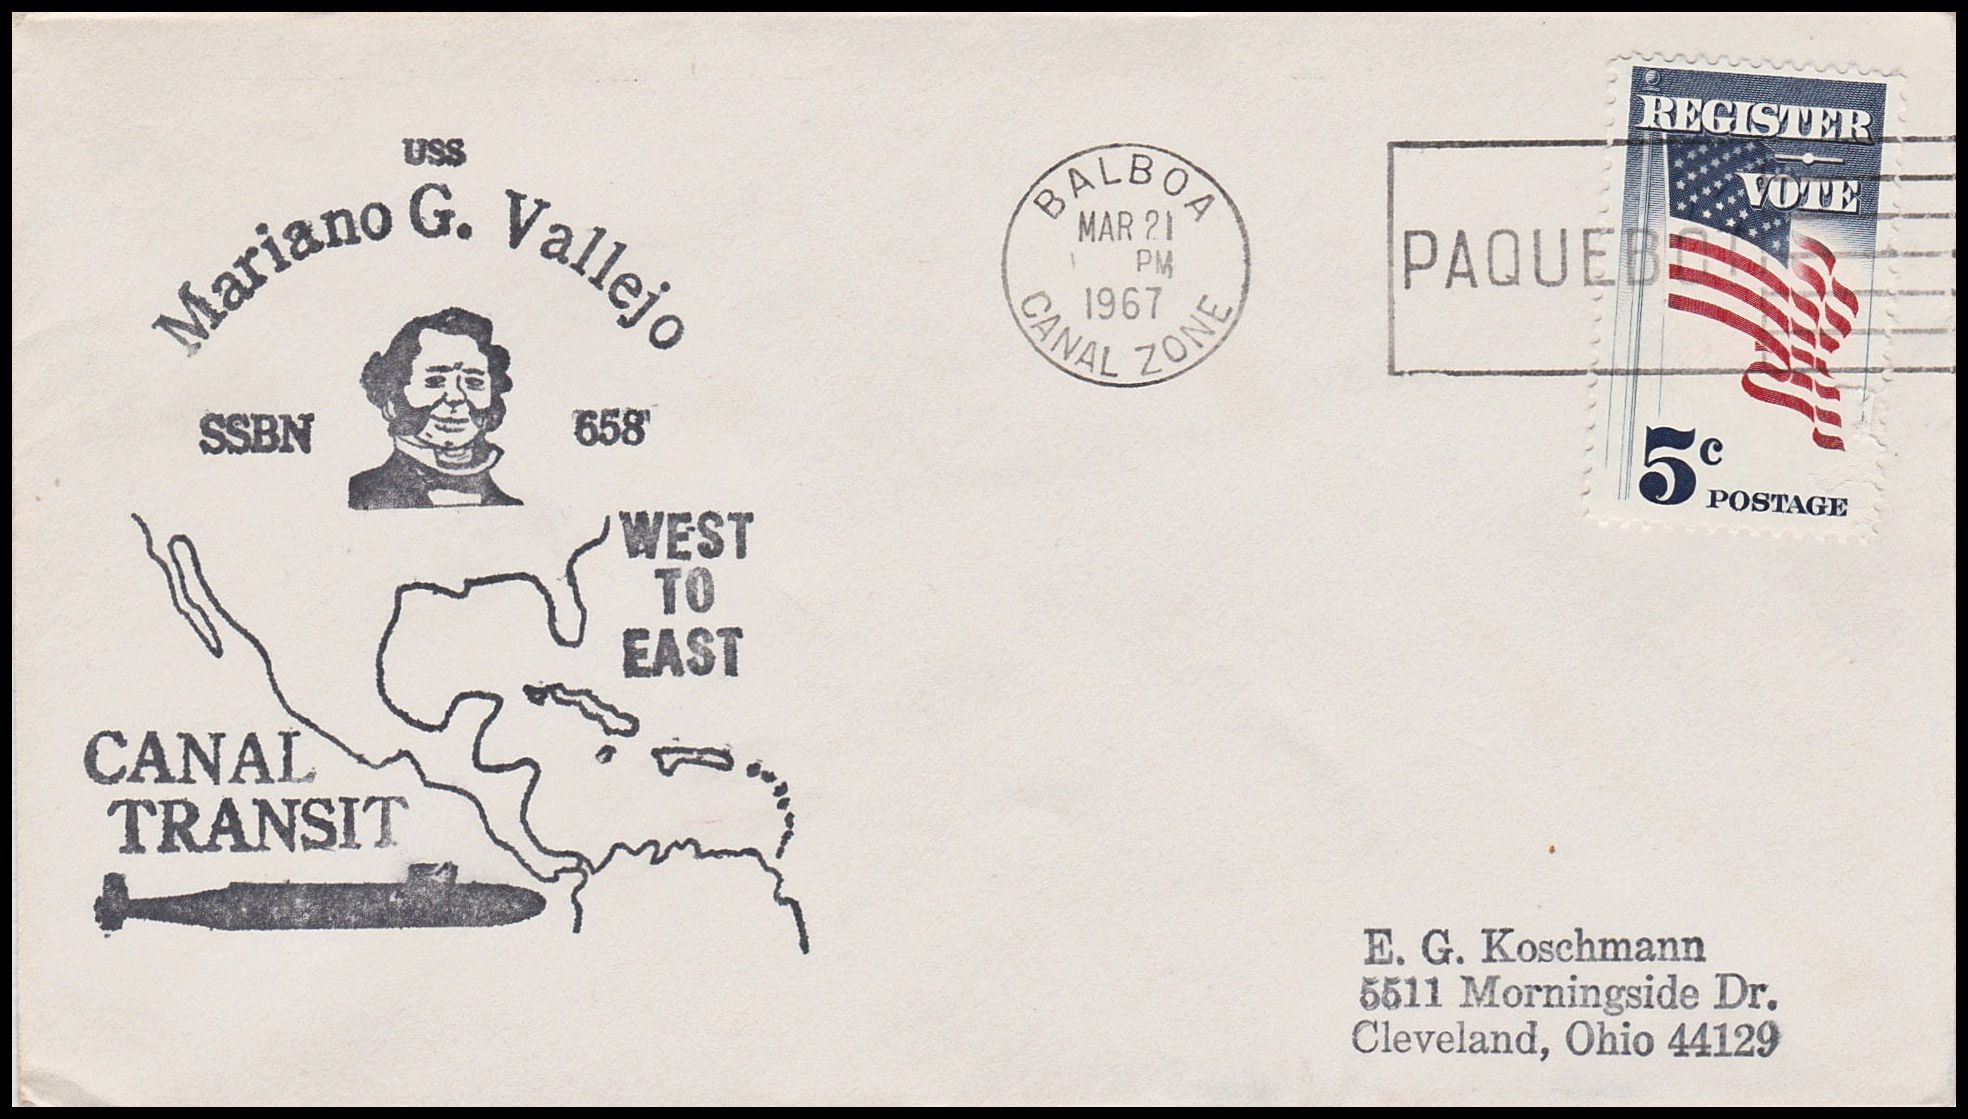 USS
Mariano G. Vallejo
SSBN 658
WEST
TO
EAST
CANAL
TRANSIT
BALBOA
MAR 21
PM
1967
CANAL ZONE
PAQUEBOT
REGISTER
VOTE
5c POSTAGE
E. G. Koschmann
5511 Morningside Dr.
Cleveland, Ohio 44129